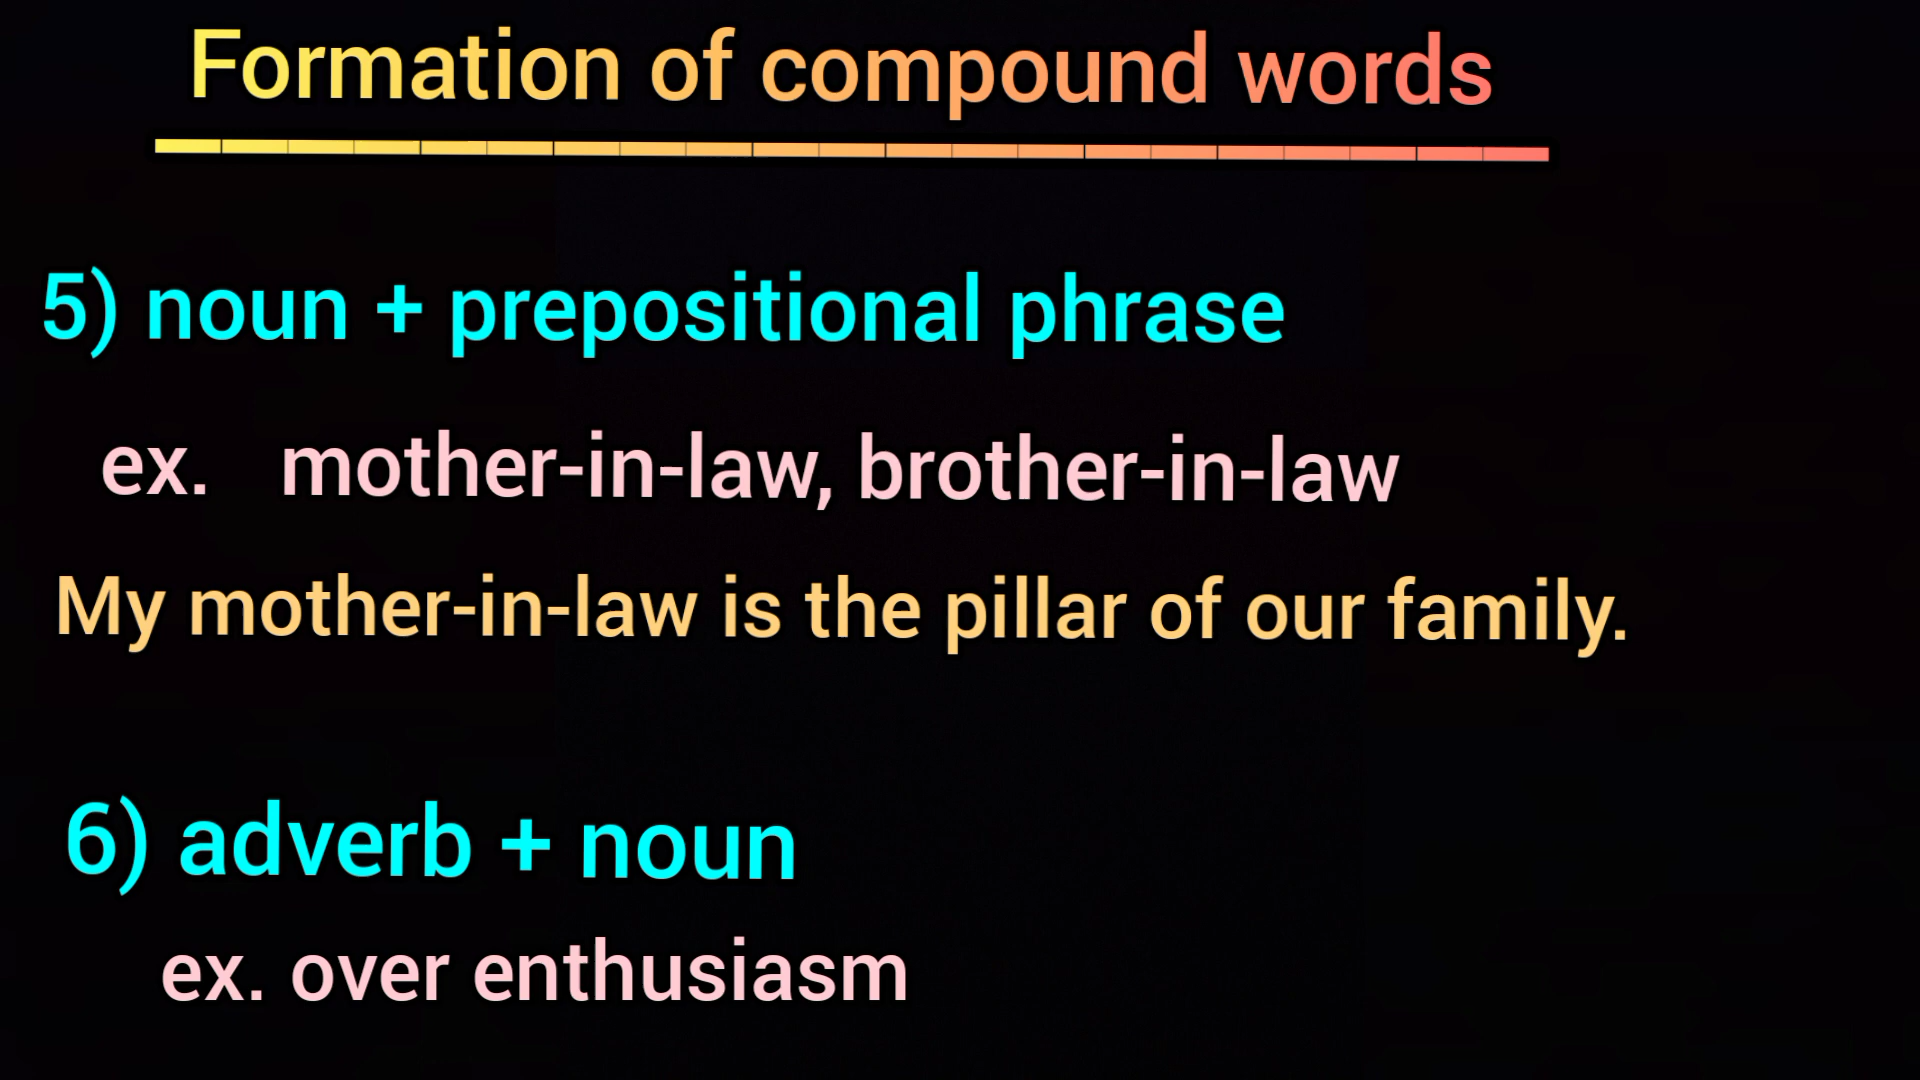 Formation of compound words
5) noun + prepositional phrase
ex. mother-in-law, brother-in-law
My mother-in-law is the pillar of our family.
6) adverb + noun
ex. over enthusiasm